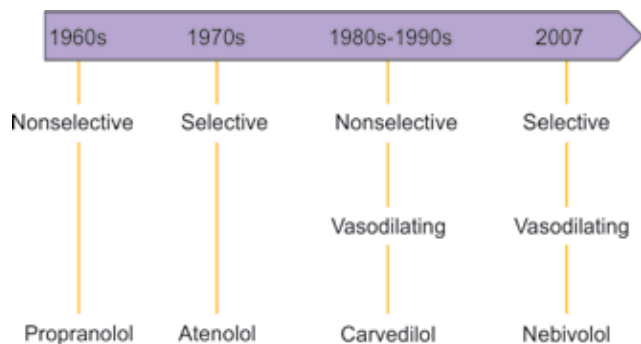 1960s 1970s 1980s-1990s 2007
Nonselective Selective Nonselective Selective
Vasodilating Vasodilating
Propranolol Atenolol Carvedilol Nebivolol